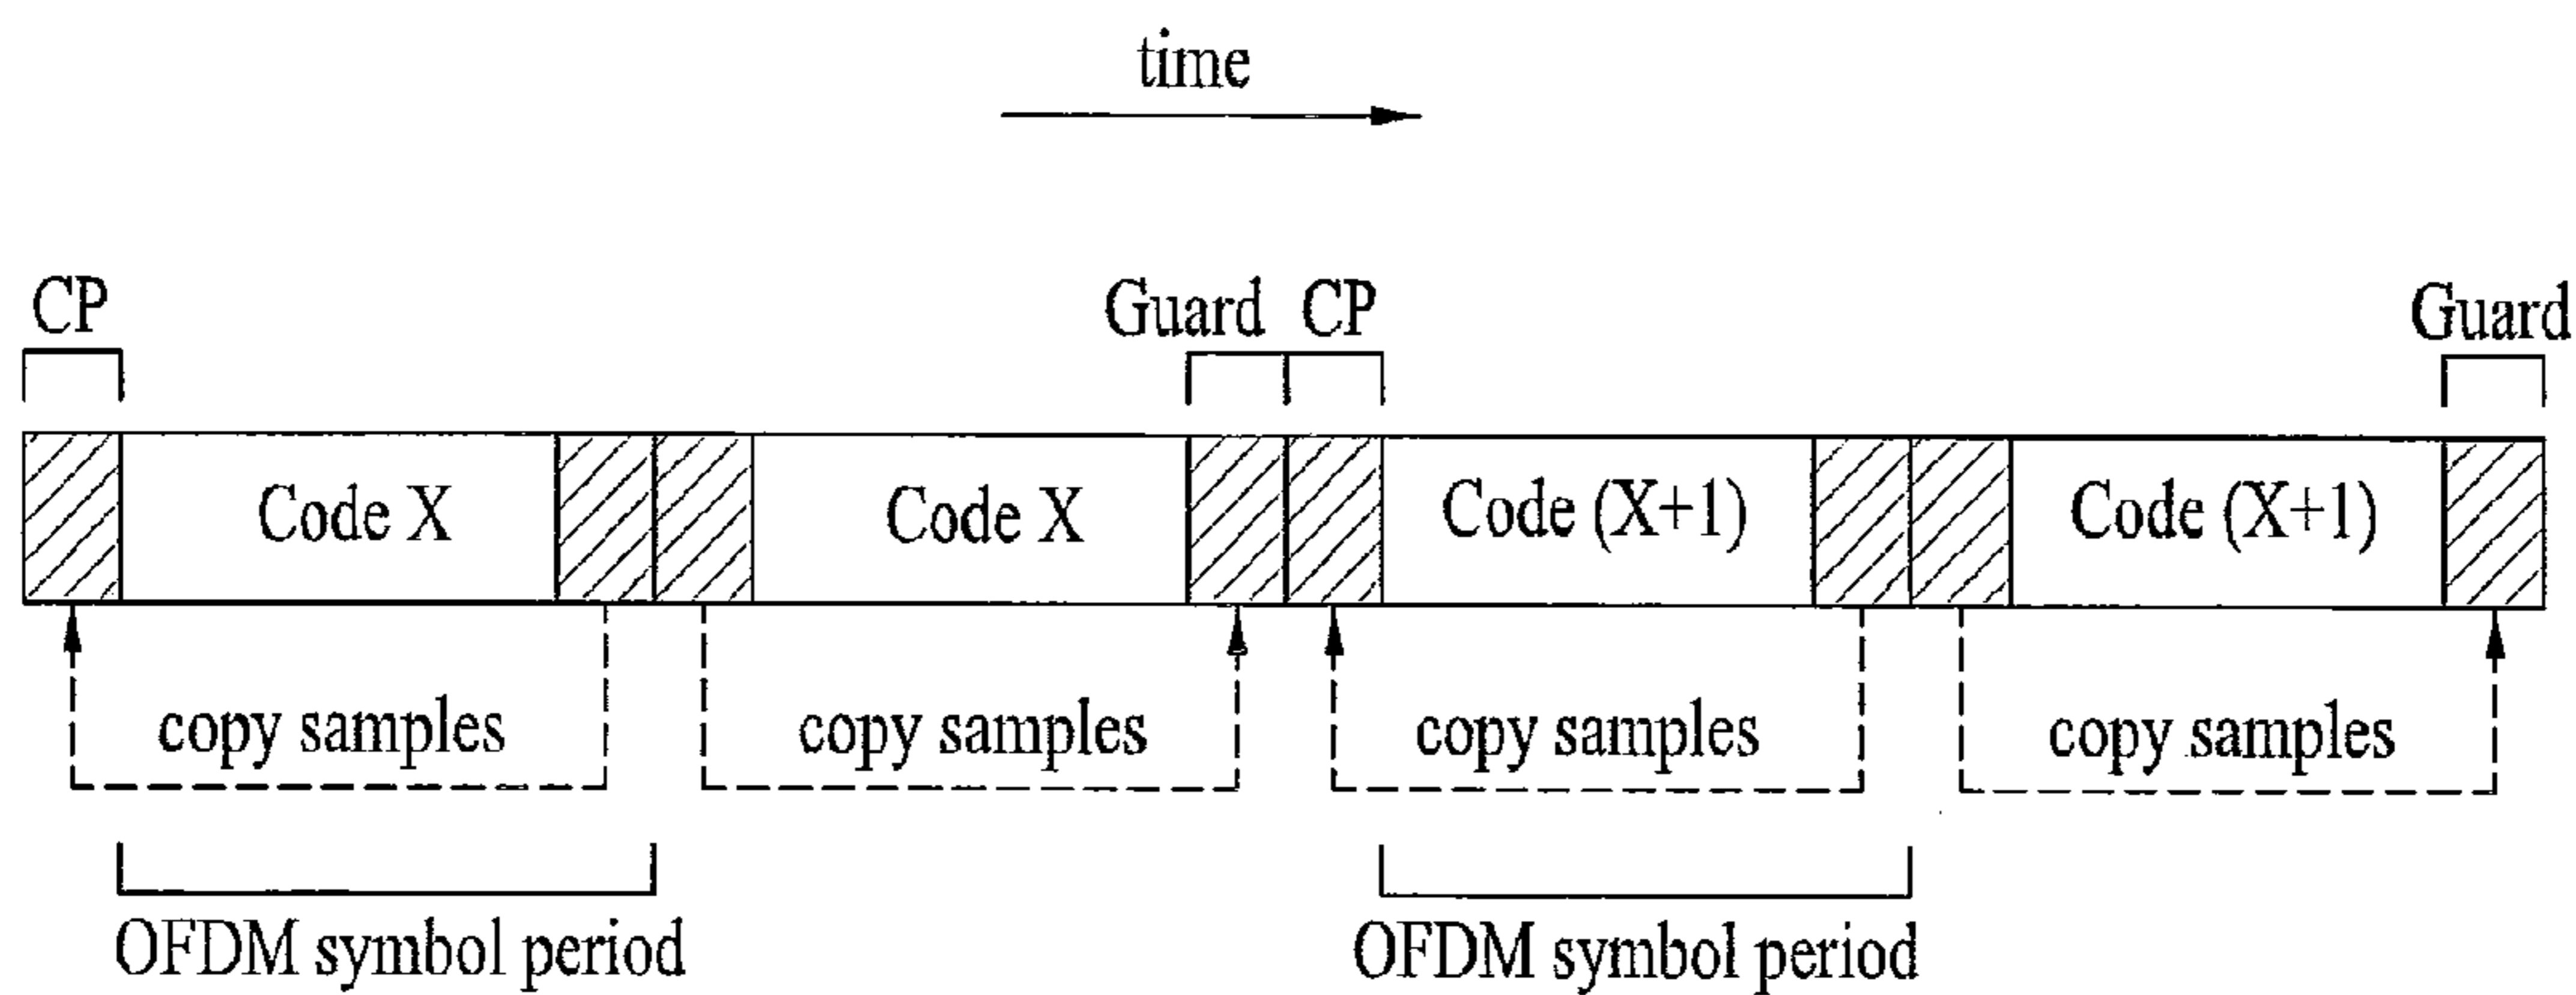 time
CP
Guard CP
Guard
Code X
Code X
Code (X+1)
Code (X+1)
copy samples
copy samples
copy samples
copy samples
OFDM symbol period
OFDM symbol period